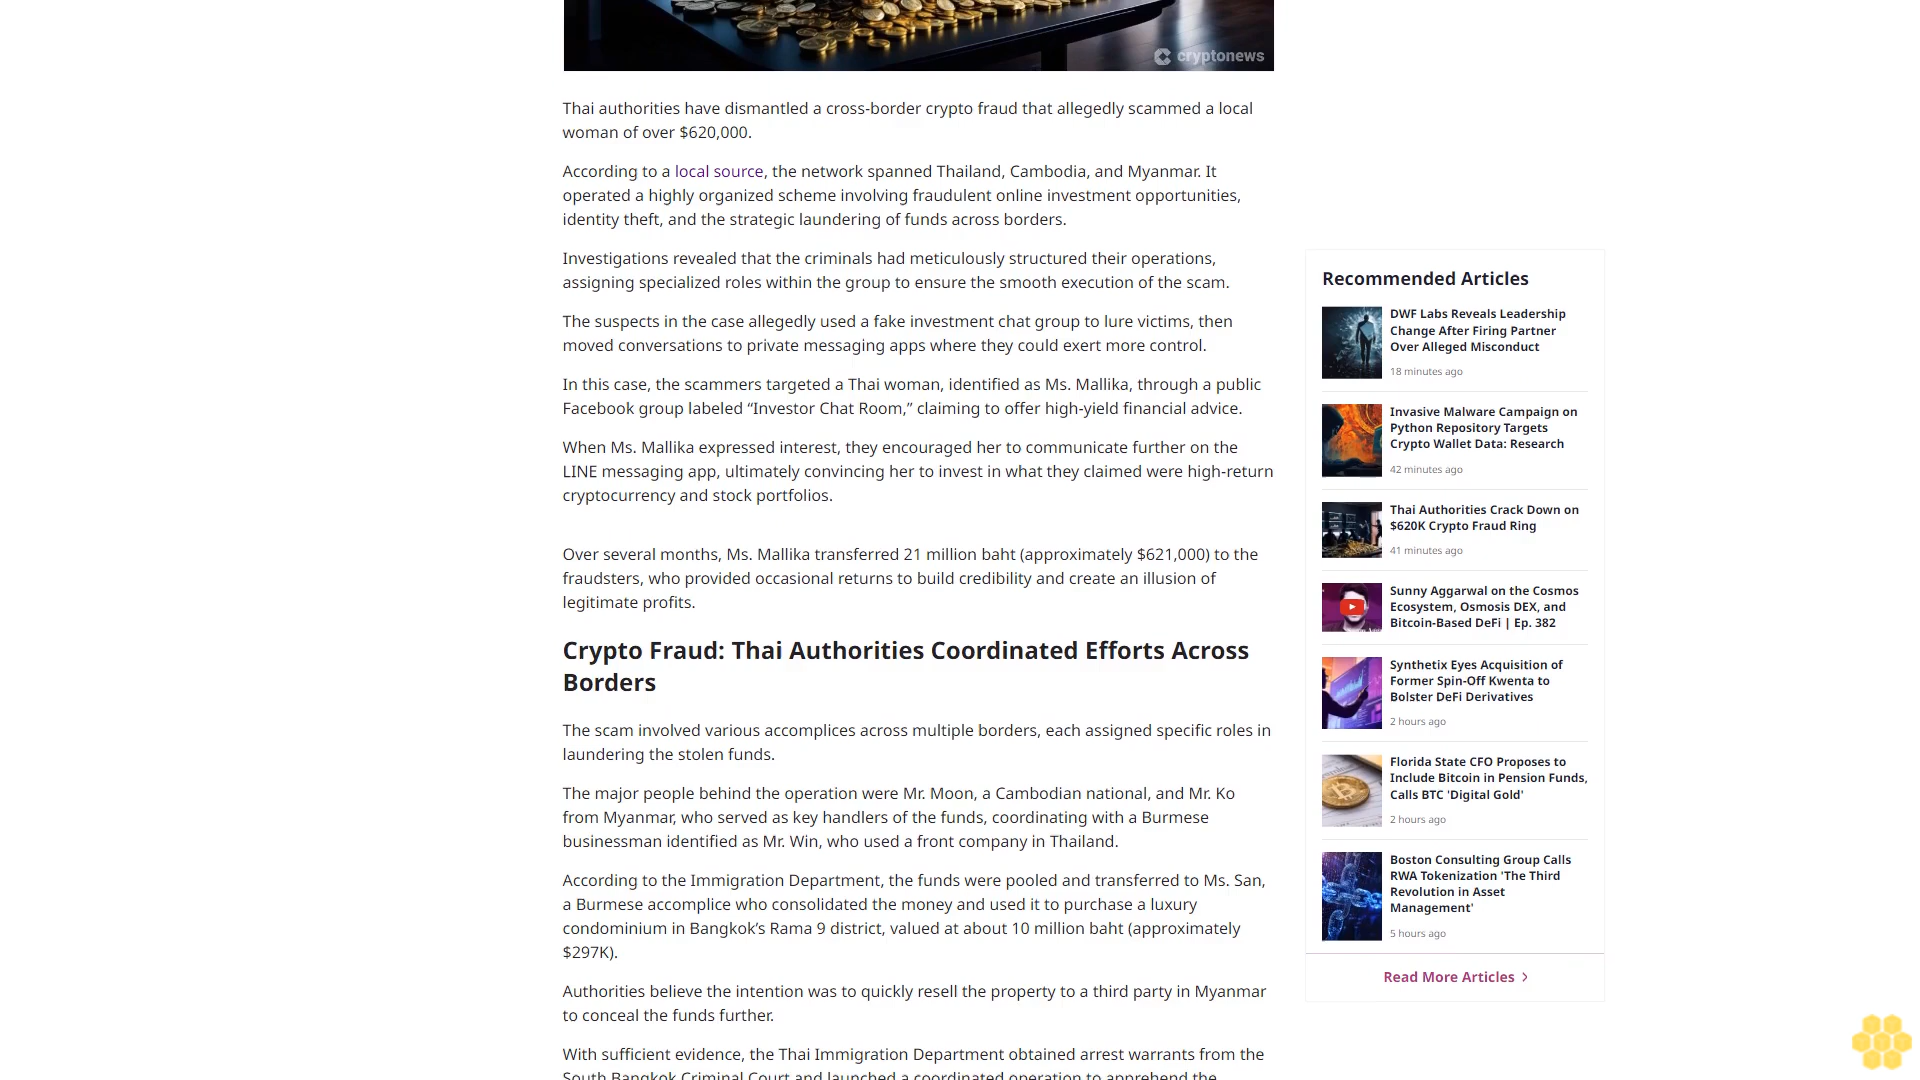 cryptonews
Thai authorities have dismantled a cross-border crypto fraud that allegedly scammed a local
woman of over $620,000.
According to a local source, the network spanned Thailand, Cambodia, and Myanmar. It
operated a highly organized scheme involving fraudulent online investment opportunities,
identity theft, and the strategic laundering of funds across borders.
Investigations revealed that the criminals had meticulously structured their operations,
assigning specialized roles within the group to ensure the smooth execution of the scam.
The suspects in the case allegedly used a fake investment chat group to lure victims, then
moved conversations to private messaging apps where they could exert more control.
In this case, the scammers targeted a Thai woman, identified as Ms. Mallika, through a public
Facebook group labeled “Investor Chat Room,” claiming to offer high-yield financial advice.
When Ms. Mallika expressed interest, they encouraged her to communicate further on the
LINE messaging app, ultimately convincing her to invest in what they claimed were high-return
cryptocurrency and stock portfolios.
Over several months, Ms. Mallika transferred 21 million baht (approximately $621,000) to the
fraudsters, who provided occasional returns to build credibility and create an illusion of
legitimate profits.
Crypto Fraud: Thai Authorities Coordinated Efforts Across
Borders
The scam involved various accomplices across multiple borders, each assigned specific roles in
laundering the stolen funds.
The major people behind the operation were Mr. Moon, a Cambodian national, and Mr. Ko
from Myanmar, who served as key handlers of the funds, coordinating with a Burmese
businessman identified as Mr. Win, who used a front company in Thailand.
According to the Immigration Department, the funds were pooled and transferred to Ms. San,
a Burmese accomplice who consolidated the money and used it to purchase a luxury
condominium in Bangkok’s Rama 9 district, valued at about 10 million baht (approximately
$297K).
Authorities believe the intention was to quickly resell the property to a third party in Myanmar
to conceal the funds further.
With sufficient evidence, the Thai Immigration Department obtained arrest warrants from the
South Bangkok Criminal Court and launched a coordinated operation to apprehend the
Recommended Articles
DWF Labs Reveals Leadership
Change After Firing Partner
Over Alleged Misconduct
18 minutes ago
Invasive Malware Campaign on
Python Repository Targets
Crypto Wallet Data: Research
42 minutes ago
Thai Authorities Crack Down on
$620K Crypto Fraud Ring
41 minutes ago
Sunny Aggarwal on the Cosmos
Ecosystem, Osmosis DEX, and
Bitcoin-Based DeFi | Ep. 382
Synthetix Eyes Acquisition of
Former Spin-Off Kwenta to
Bolster DeFi Derivatives
2 hours ago
Florida State CFO Proposes to
Include Bitcoin in Pension Funds,
Calls BTC 'Digital Gold'
2 hours ago
Boston Consulting Group Calls
RWA Tokenization 'The Third
Revolution in Asset
Management'
5 hours ago
Read More Articles